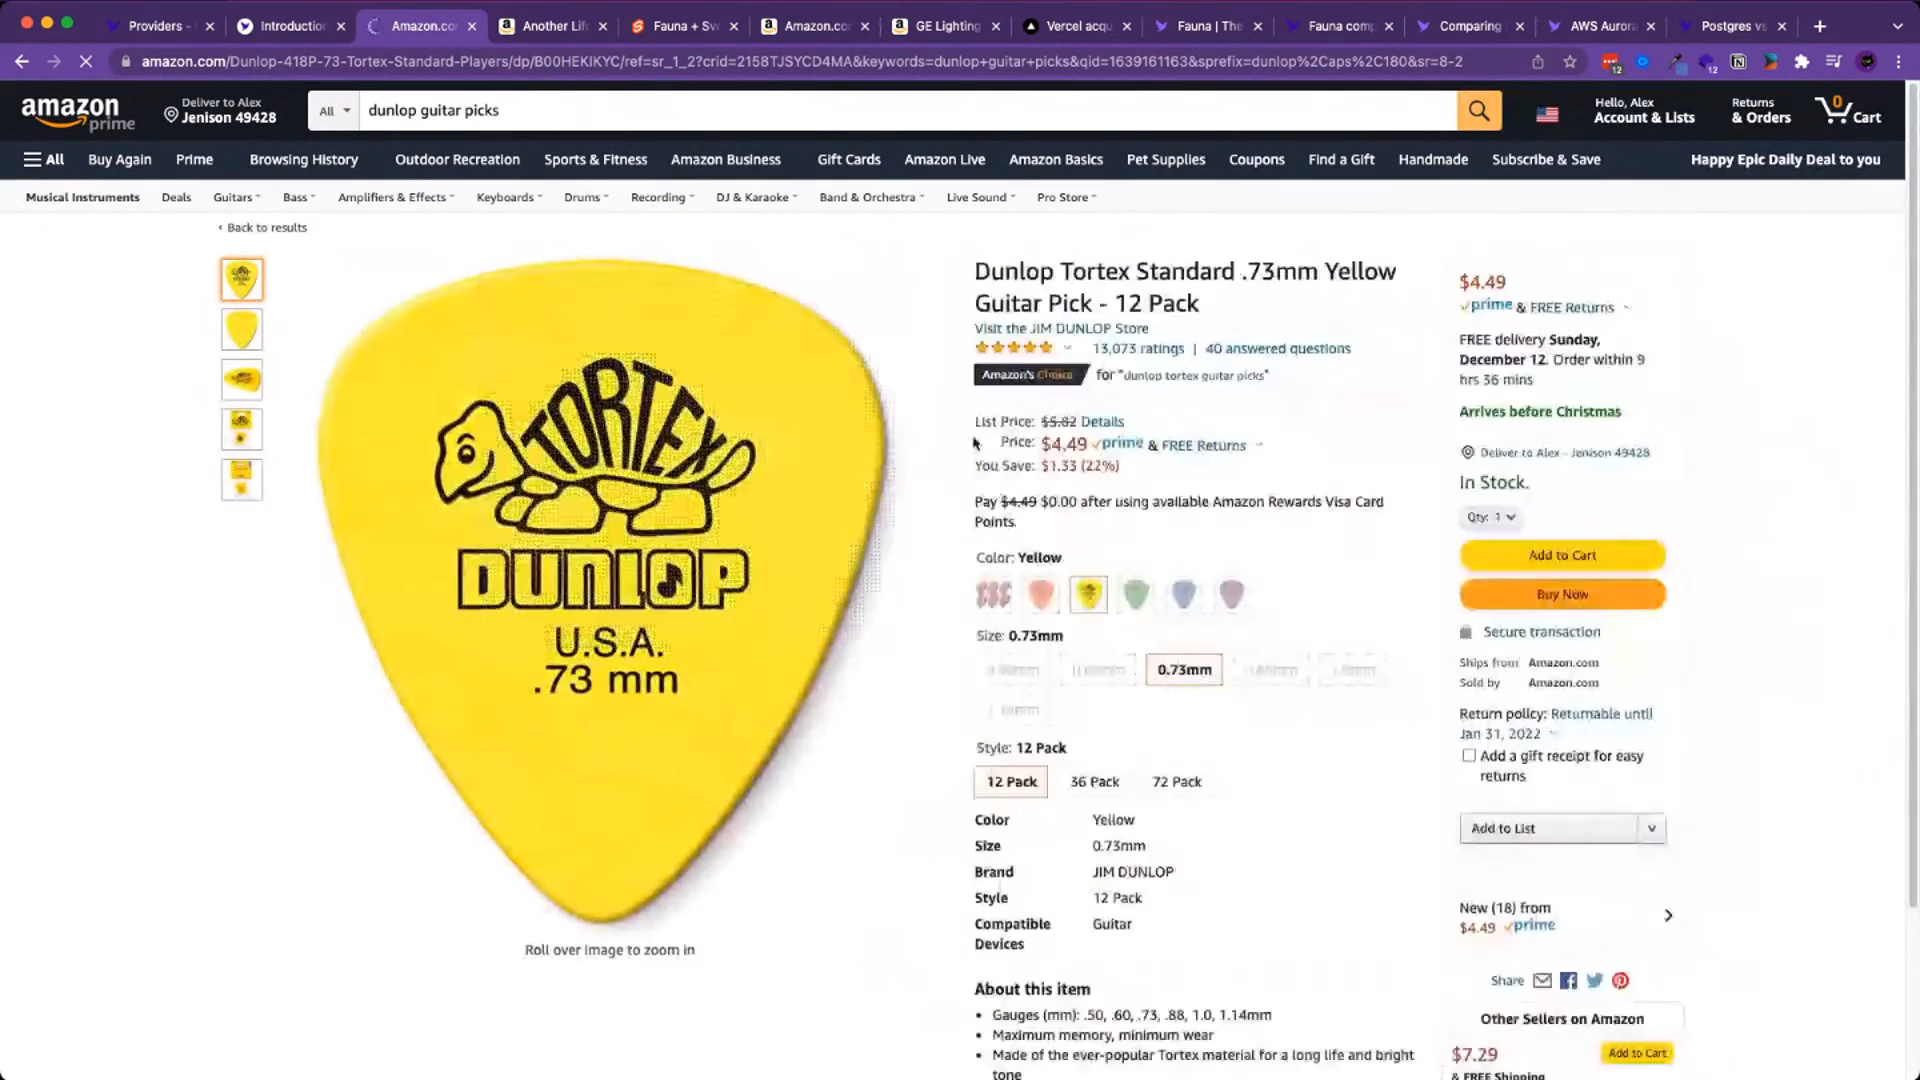 Providers -
Introduction
Amazon.co
Another Life
Fauna + Sv
Amazon.co
GE Lighting
Vercel acqu
Fauna | The
Fauna com
Comparing
AWS Aurora
Postgres vs
amazon.com/Dunlop-418P-73-Tortex-Standard-Players/dp/B00HEKIKYC/ref=sr_1_2?crid=2158TJSYCD4MA&keywords=dunlop+guitar+picks&qid=1639161163&sprefix=dunlop%2Caps%2C180&sr=8-2
12
12
amazon
prime
Deliver to Alex
Jenison 49428
All
dunlop guitar picks
Hello, Alex
Account & Lists
Returns
& Orders
0
Cart
All
Buy Again
Prime
Browsing History
Outdoor Recreation
Sports & Fitness
Amazon Business
Gift Cards
Amazon Live
Amazon Basics
Pet Supplies
Coupons
Find a Gift
Handmade
Subscribe & Save
Happy Epic Daily Deal to you
Musical Instruments
Deals
Guitars
Bass
Amplifiers & Effects
Keyboards
Drums
Recording
DJ & Karaoke
Band & Orchestra
Live Sound
Pro Store
‹ Back to results
TORTEX
DUNLOP
U.S.A.
.73 mm
Roll over image to zoom in
Dunlop Tortex Standard .73mm Yellow
Guitar Pick - 12 Pack
Visit the JIM DUNLOP Store
13,073 ratings | 40 answered questions
Amazon's Choice for "dunlop tortex guitar picks"
List Price: $5.82 Details
Price: $4.49 prime & FREE Returns
You Save: $1.33 (22%)
Pay $4.49 $0.00 after using available Amazon Rewards Visa Card
Points.
Color: Yellow
Size: 0.73mm
0.73mm
Style: 12 Pack
12 Pack
36 Pack
72 Pack
Color Yellow
Size 0.73mm
Brand JIM DUNLOP
Style 12 Pack
Compatible Guitar
Devices
About this item
• Gauges (mm): .50, .60, .73, .88, 1.0, 1.14mm
• Maximum memory, minimum wear
• Made of the ever-popular Tortex material for a long life and bright
tone
$4.49
prime & FREE Returns
FREE delivery Sunday,
December 12. Order within 9
hrs 36 mins
Arrives before Christmas
Deliver to Alex - Jenison 49428
In Stock.
Qty: 1
Add to Cart
Buy Now
Secure transaction
Ships from Amazon.com
Sold by Amazon.com
Return policy: Returnable until
Jan 31, 2022
Add a gift receipt for easy
returns
Add to List
New (18) from
$4.49 prime
Share
Other Sellers on Amazon
$7.29
Add to Cart
& FREE Shipping